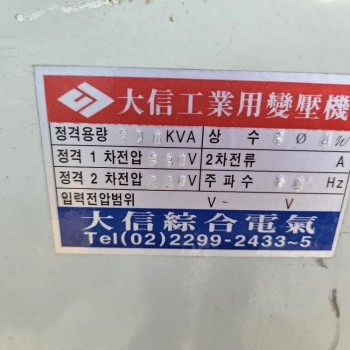 大信工業用變壓機
정격용량 KVA 상 수 3 Ø 4W
정격 1 차전압 V 2차전류 A
정격 2 차전압 V 주파수 Hz
입력전압범위 V~ V
大信綜合電氣
Tel(02)2299-2433~5